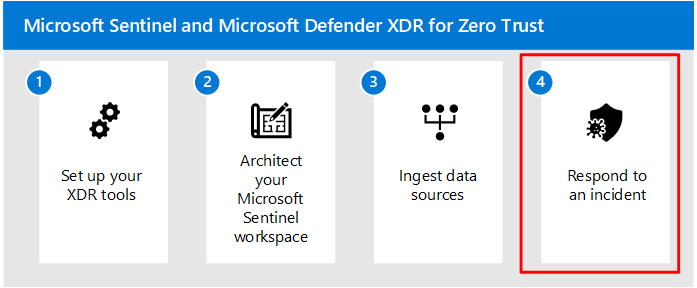 Microsoft Sentinel and Microsoft Defender XDR for Zero Trust
1
Set up your
XDR tools
2
Architect
your
Microsoft
Sentinel
workspace
3
Ingest data
sources
4
Respond to
an incident